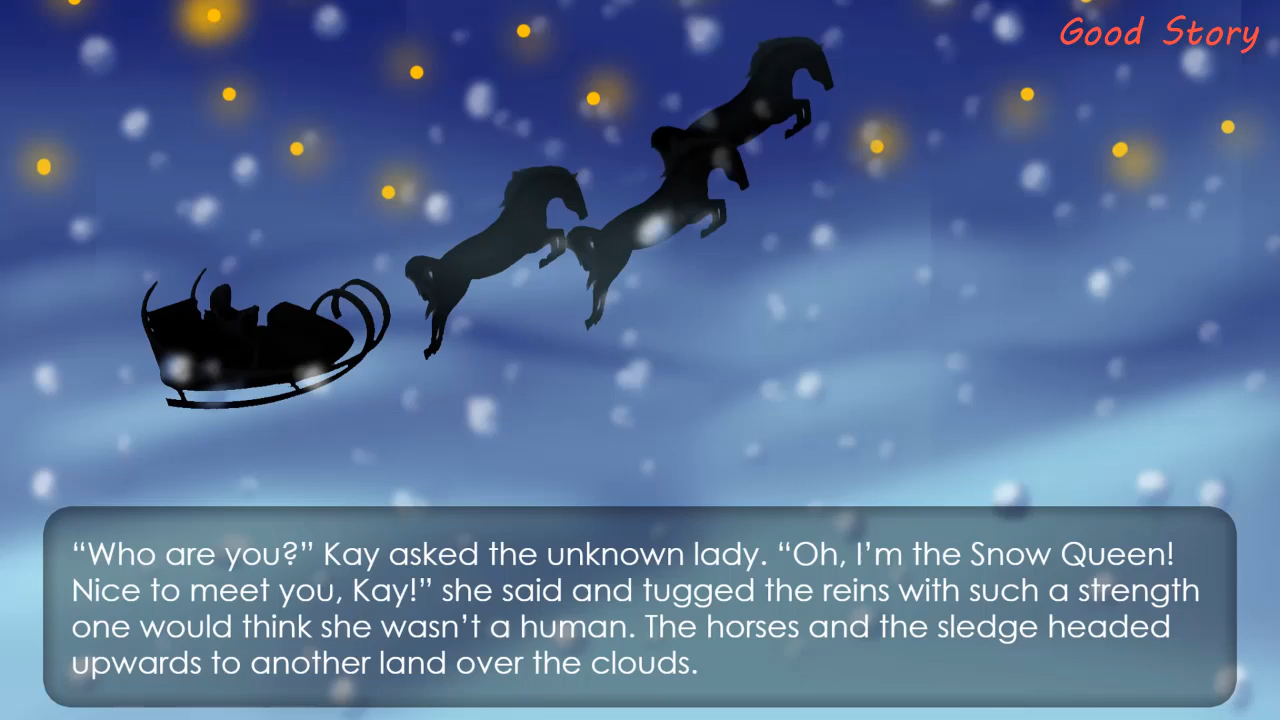 Good Story
“Who are you?” Kay asked the unknown lady. “Oh, I’m the Snow Queen!
Nice to meet you, Kay!” she said and tugged the reins with such a strength
one would think she wasn’t a human. The horses and the sledge headed
upwards to another land over the clouds.